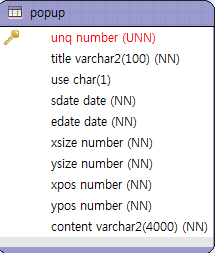 popup
unq number (UNN)
title varchar2(100) (NN)
use char(1)
sdate date (NN)
edate date (NN)
xsize number (NN)
ysize number (NN)
xpos number (NN)
ypos number (NN)
content varchar2(4000) (NN)